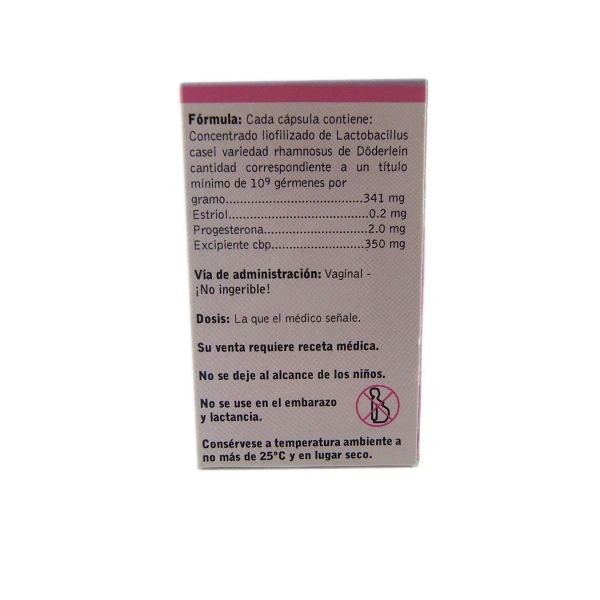 Fórmula: Cada cápsula contiene:
Concentrado liofilizado de Lactobacillus
casei variedad rhamnosus de Döderlein
cantidad correspondiente a un título
mínimo de 10⁹ gérmenes por
gramo......................................341 mg
Estriol.......................................0.2 mg
Progesterona.............................2.0 mg
Excipiente cbp..........................350 mg
Vía de administración: Vaginal -
¡No ingerible!
Dosis: La que el médico señale.
Su venta requiere receta médica.
No se deje al alcance de los niños.
No se use en el embarazo
y lactancia.
Consérvese a temperatura ambiente a
no más de 25ºC y en lugar seco.